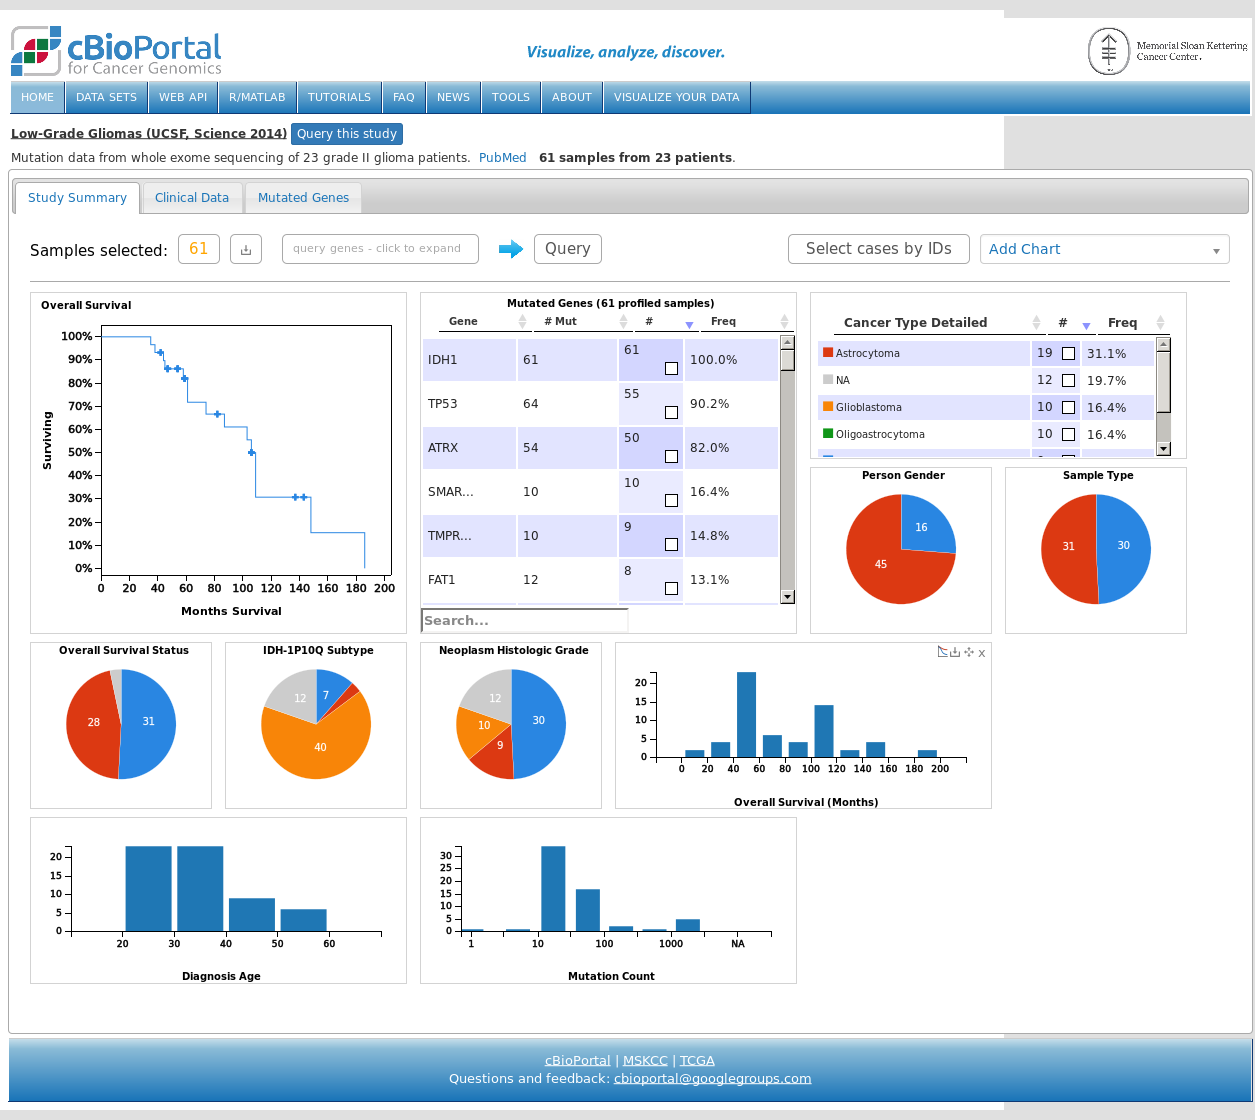 cBioPortal
for Cancer Genomics
Visualize, analyze, discover.
Memorial Sloan Kettering
Cancer Center.
HOME DATA SETS WEB API R/MATLAB TUTORIALS FAQ NEWS TOOLS ABOUT VISUALIZE YOUR DATA
Low-Grade Gliomas (UCSF, Science 2014) Query this study
Mutation data from whole exome sequencing of 23 grade II glioma patients. PubMed 61 samples from 23 patients.
Study Summary Clinical Data Mutated Genes
Samples selected: 61 query genes - click to expand Query Select cases by IDs Add Chart
Overall Survival
100%
90%
80%
70%
60%
50%
40%
30%
20%
10%
0%
Surviving
0 20 40 60 80 100 120 140 160 180 200
Months Survival
Mutated Genes (61 profiled samples)
Gene # Mut # Freq
IDH1 61 61 100.0%
TP53 64 55 90.2%
ATRX 54 50 82.0%
SMAR... 10 10 16.4%
TMPR... 10 9 14.8%
FAT1 12 8 13.1%
Search...
Cancer Type Detailed # Freq
Astrocytoma 19 31.1%
NA 12 19.7%
Glioblastoma 10 16.4%
Oligoastrocytoma 10 16.4%
Person Gender
16
45
Sample Type
31 30
Overall Survival Status
28 31
IDH-1P10Q Subtype
12 7
40
Neoplasm Histologic Grade
12
30
10
9
x
20
15
10
5
0
0 20 40 60 80 100 120 140 160 180 200
Overall Survival (Months)
20
15
10
5
0
20 30 40 50 60
Diagnosis Age
30
25
20
15
10
5
0
1 10 100 1000 NA
Mutation Count
cBioPortal | MSKCC | TCGA
Questions and feedback: cbioportal@googlegroups.com